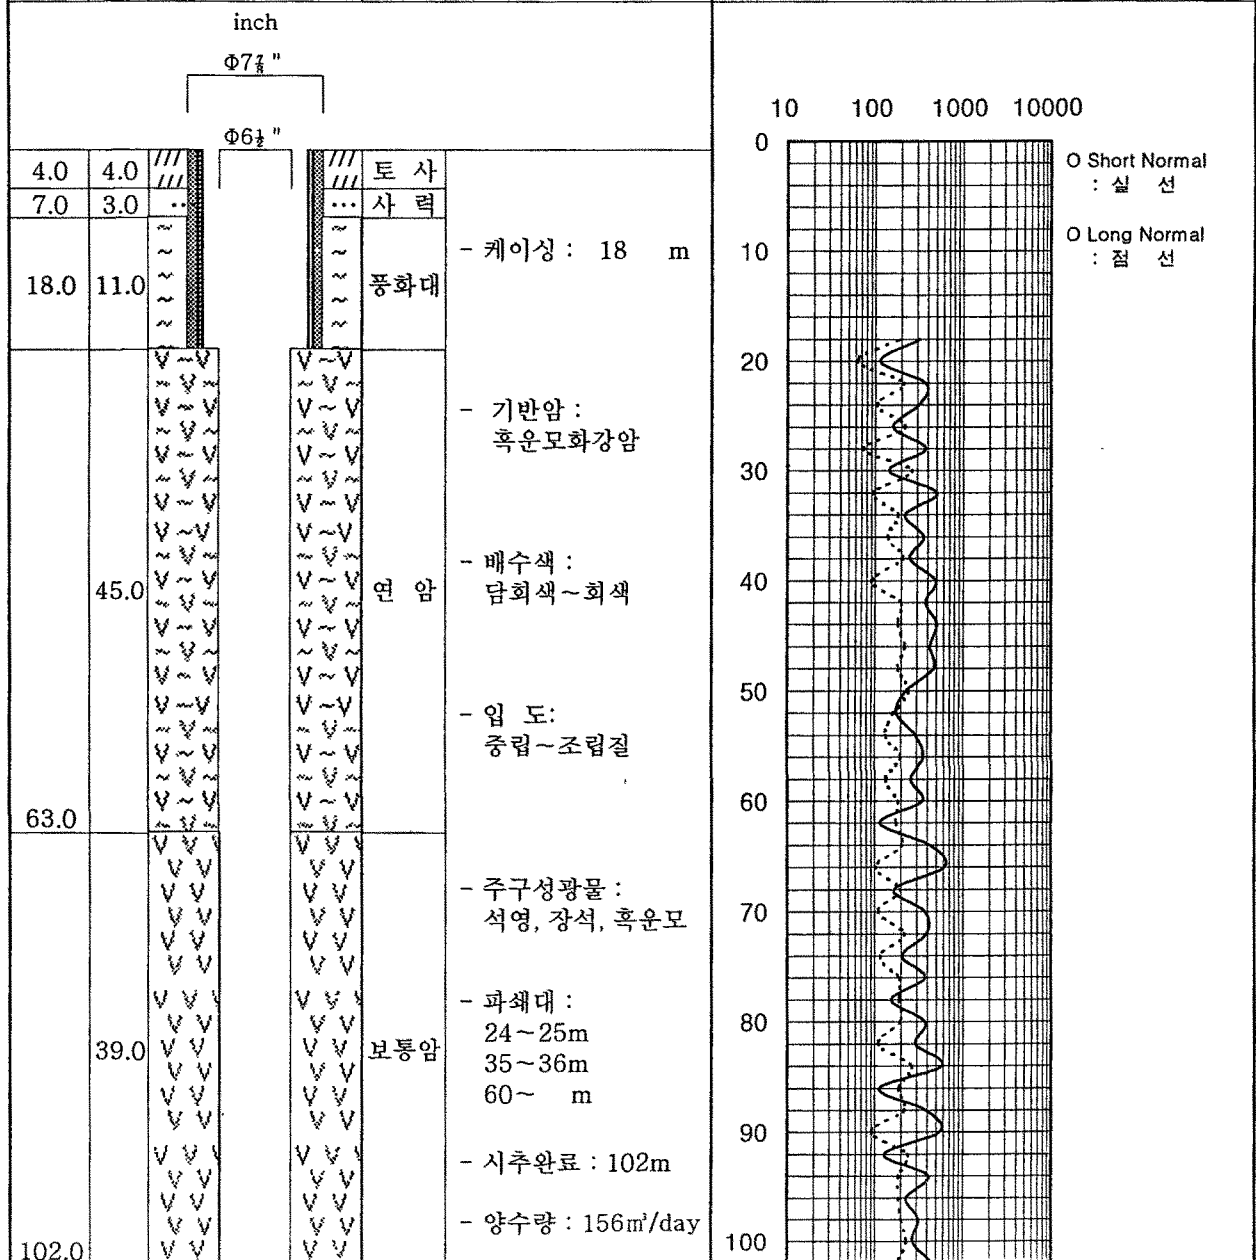 inch
Φ7⅞"
Φ6½"
4.0 4.0 토 사
7.0 3.0 사 력
18.0 11.0 풍화대
- 케이싱 : 18 m
- 기반암 :
흑운모화강암
45.0 연 암
- 배수색 :
담회색~회색
- 입 도:
중립~조립질
63.0
- 주구성광물 :
석영, 장석, 흑운모
- 파쇄대 :
24~25m
35~36m
60~ m
39.0 보통암
- 시추완료 : 102m
- 양수량 : 156㎥/day
102.0
10 100 1000 10000
0
10
20
30
40
50
60
70
80
90
100
O Short Normal
: 실 선
O Long Normal
: 점 선